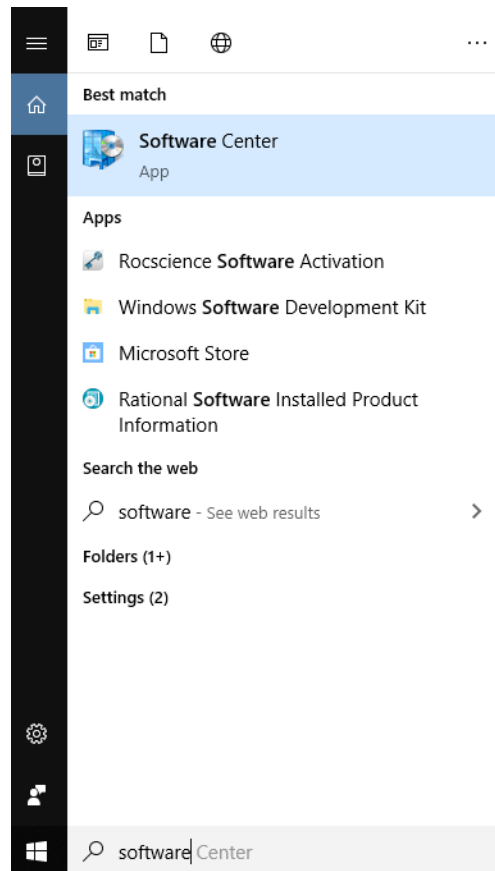 Best match
Software Center
App
Apps
Rocscience Software Activation
Windows Software Development Kit
Microsoft Store
Rational Software Installed Product
Information
Search the web
software - See web results
Folders (1+)
Settings (2)
software Center